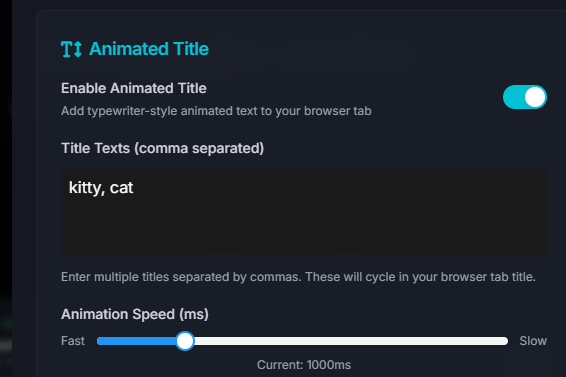 Animated Title
Enable Animated Title
Add typewriter-style animated text to your browser tab
Title Texts (comma separated)
kitty, cat
Enter multiple titles separated by commas. These will cycle in your browser tab title.
Animation Speed (ms)
Fast Slow
Current: 1000ms